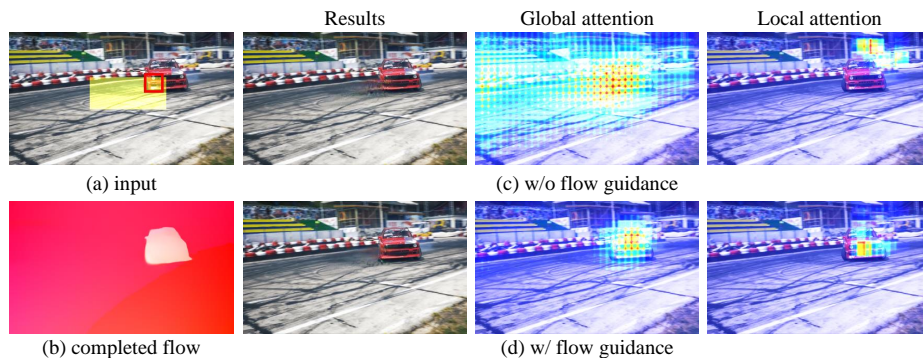 Results Global attention Local attention
(a) input (c) w/o flow guidance
(b) completed flow (d) w/ flow guidance